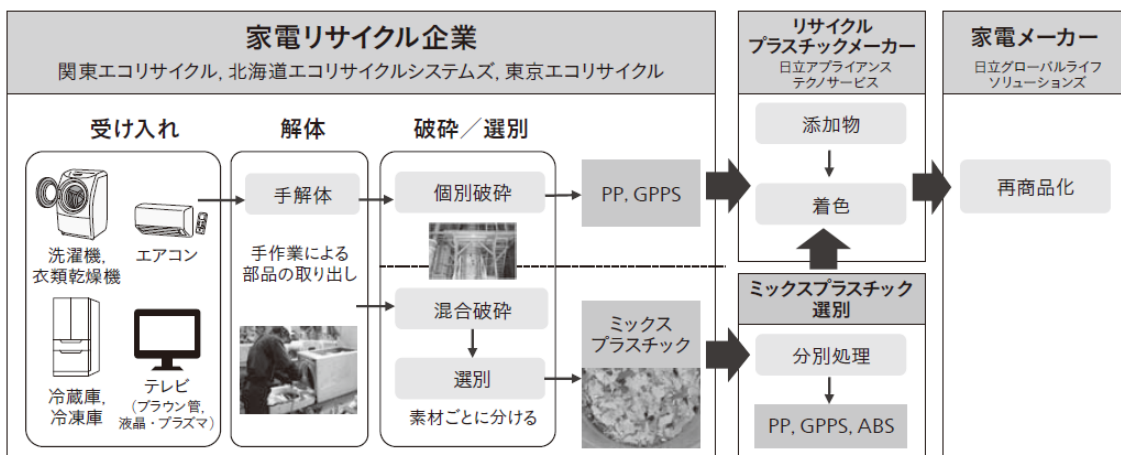 家電リサイクル企業
関東エコリサイクル, 北海道エコリサイクルシステムズ, 東京エコリサイクル
受け入れ
解体
破砕／選別
洗濯機,
衣類乾燥機
エアコン
冷蔵庫,
冷凍庫
テレビ
(ブラウン管,
液晶・プラズマ)
手解体
手作業による
部品の取り出し
個別破砕
混合破砕
選別
素材ごとに分ける
PP, GPPS
ミックス
プラスチック
リサイクル
プラスチックメーカー
日立アプライアンス
テクノサービス
添加物
着色
ミックスプラスチック
選別
分別処理
PP, GPPS, ABS
家電メーカー
日立グローバルライフ
ソリューションズ
再商品化